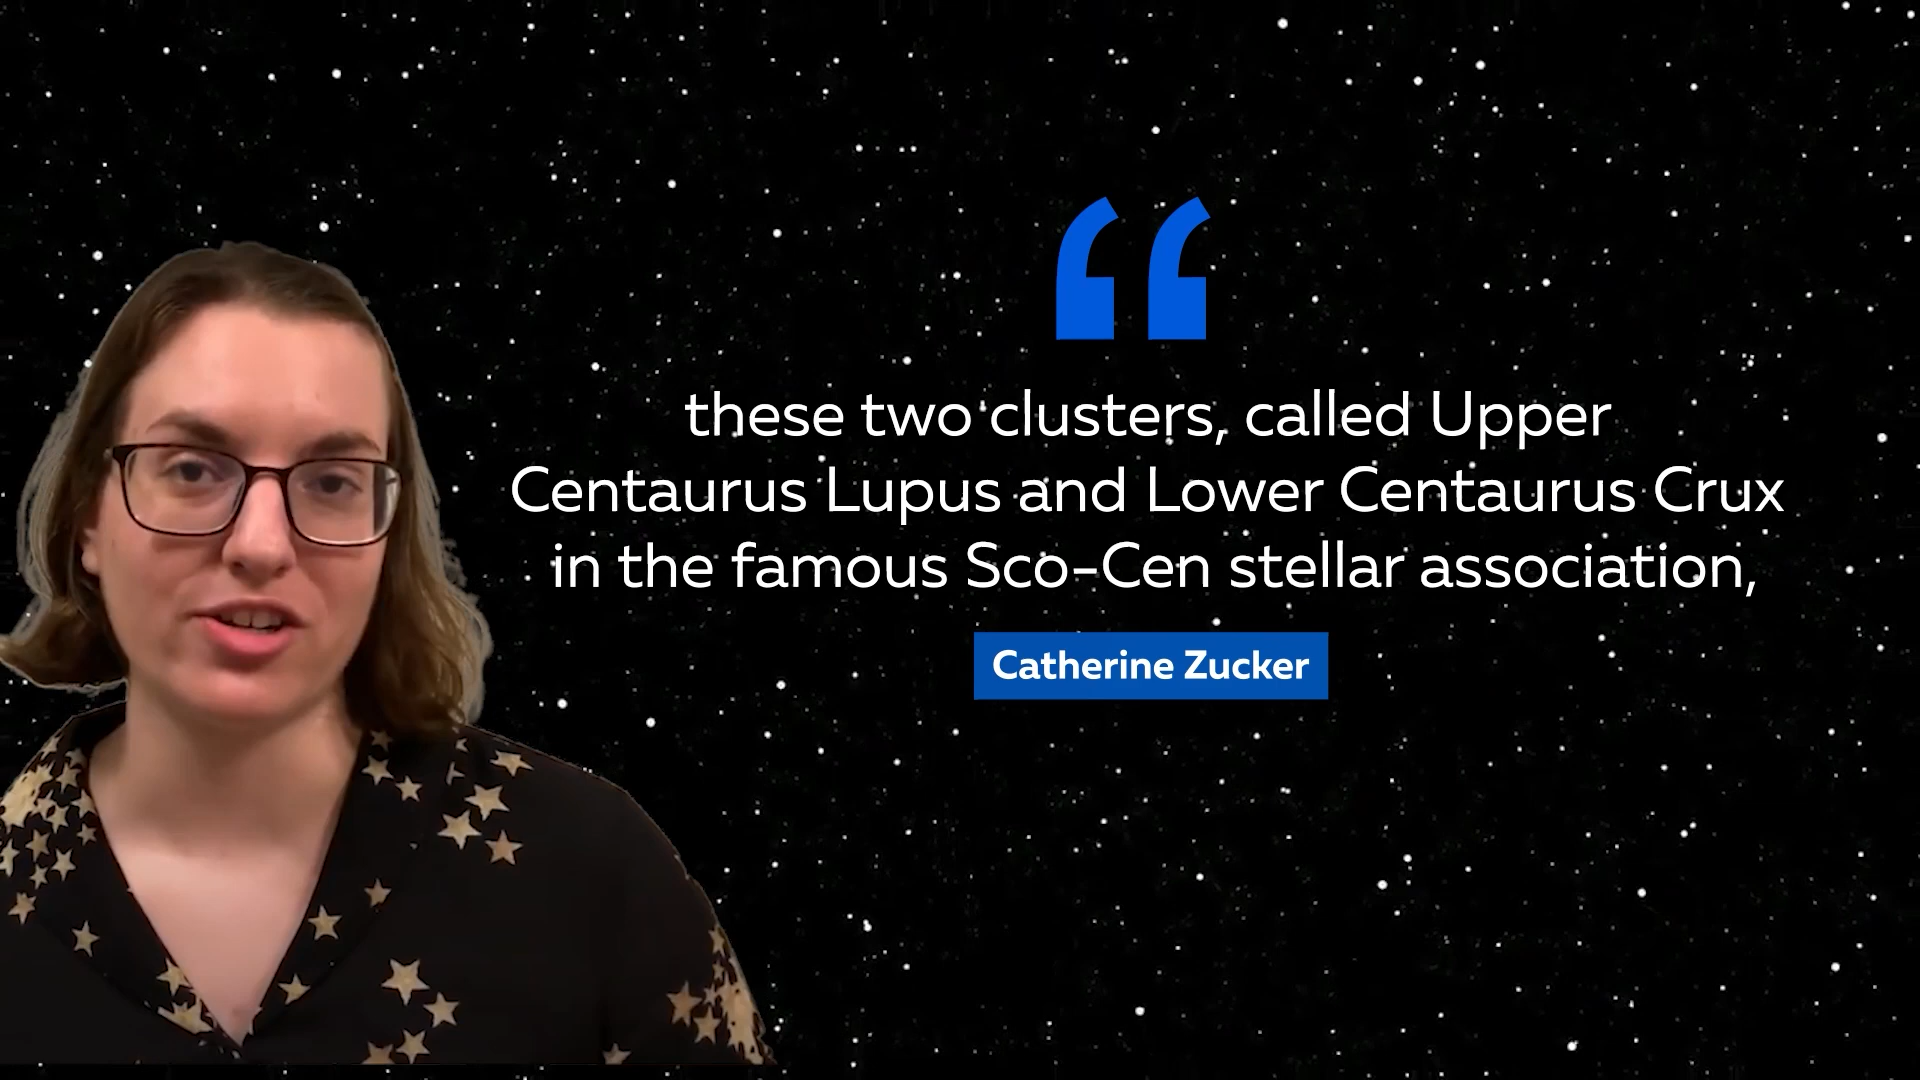 “
these two clusters, called Upper
Centaurus Lupus and Lower Centaurus Crux
in the famous Sco-Cen stellar association,
Catherine Zucker